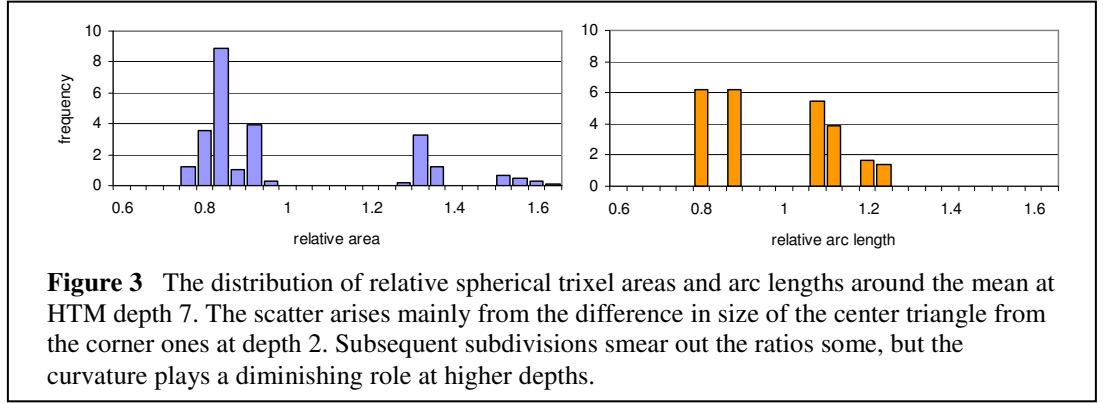 10
8
6
4
2
0
frequency
0.6 0.8 1 1.2 1.4 1.6
relative area
10
8
6
4
2
0
0.6 0.8 1 1.2 1.4 1.6
relative arc length
Figure 3 The distribution of relative spherical trixel areas and arc lengths around the mean at
HTM depth 7. The scatter arises mainly from the difference in size of the center triangle from
the corner ones at depth 2. Subsequent subdivisions smear out the ratios some, but the
curvature plays a diminishing role at higher depths.